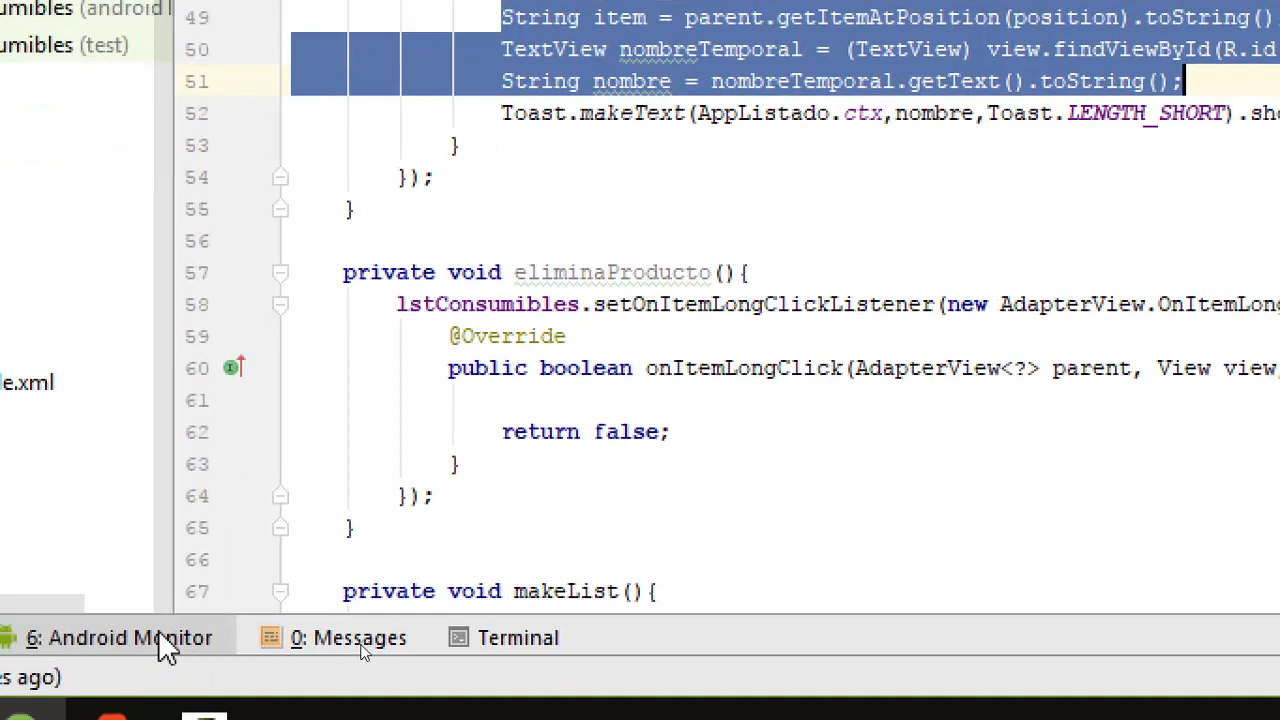 umibles (android
umibles (test)
e.xml
49 String item = parent.getItemAtPosition(position).toString()
50 TextView nombreTemporal = (TextView) view.findViewById(R.id
51 String nombre = nombreTemporal.getText().toString();
52 Toast.makeText(AppListado.ctx,nombre,Toast.LENGTH_SHORT).sho
53 }
54 });
55 }
56
57 private void eliminaProducto(){
58 lstConsumibles.setOnItemLongClickListener(new AdapterView.OnItemLong
59 @Override
60 public boolean onItemLongClick(AdapterView<?> parent, View view,
61
62 return false;
63 }
64 });
65 }
66
67 private void makeList(){
6: Android Monitor 0: Messages Terminal
s ago)